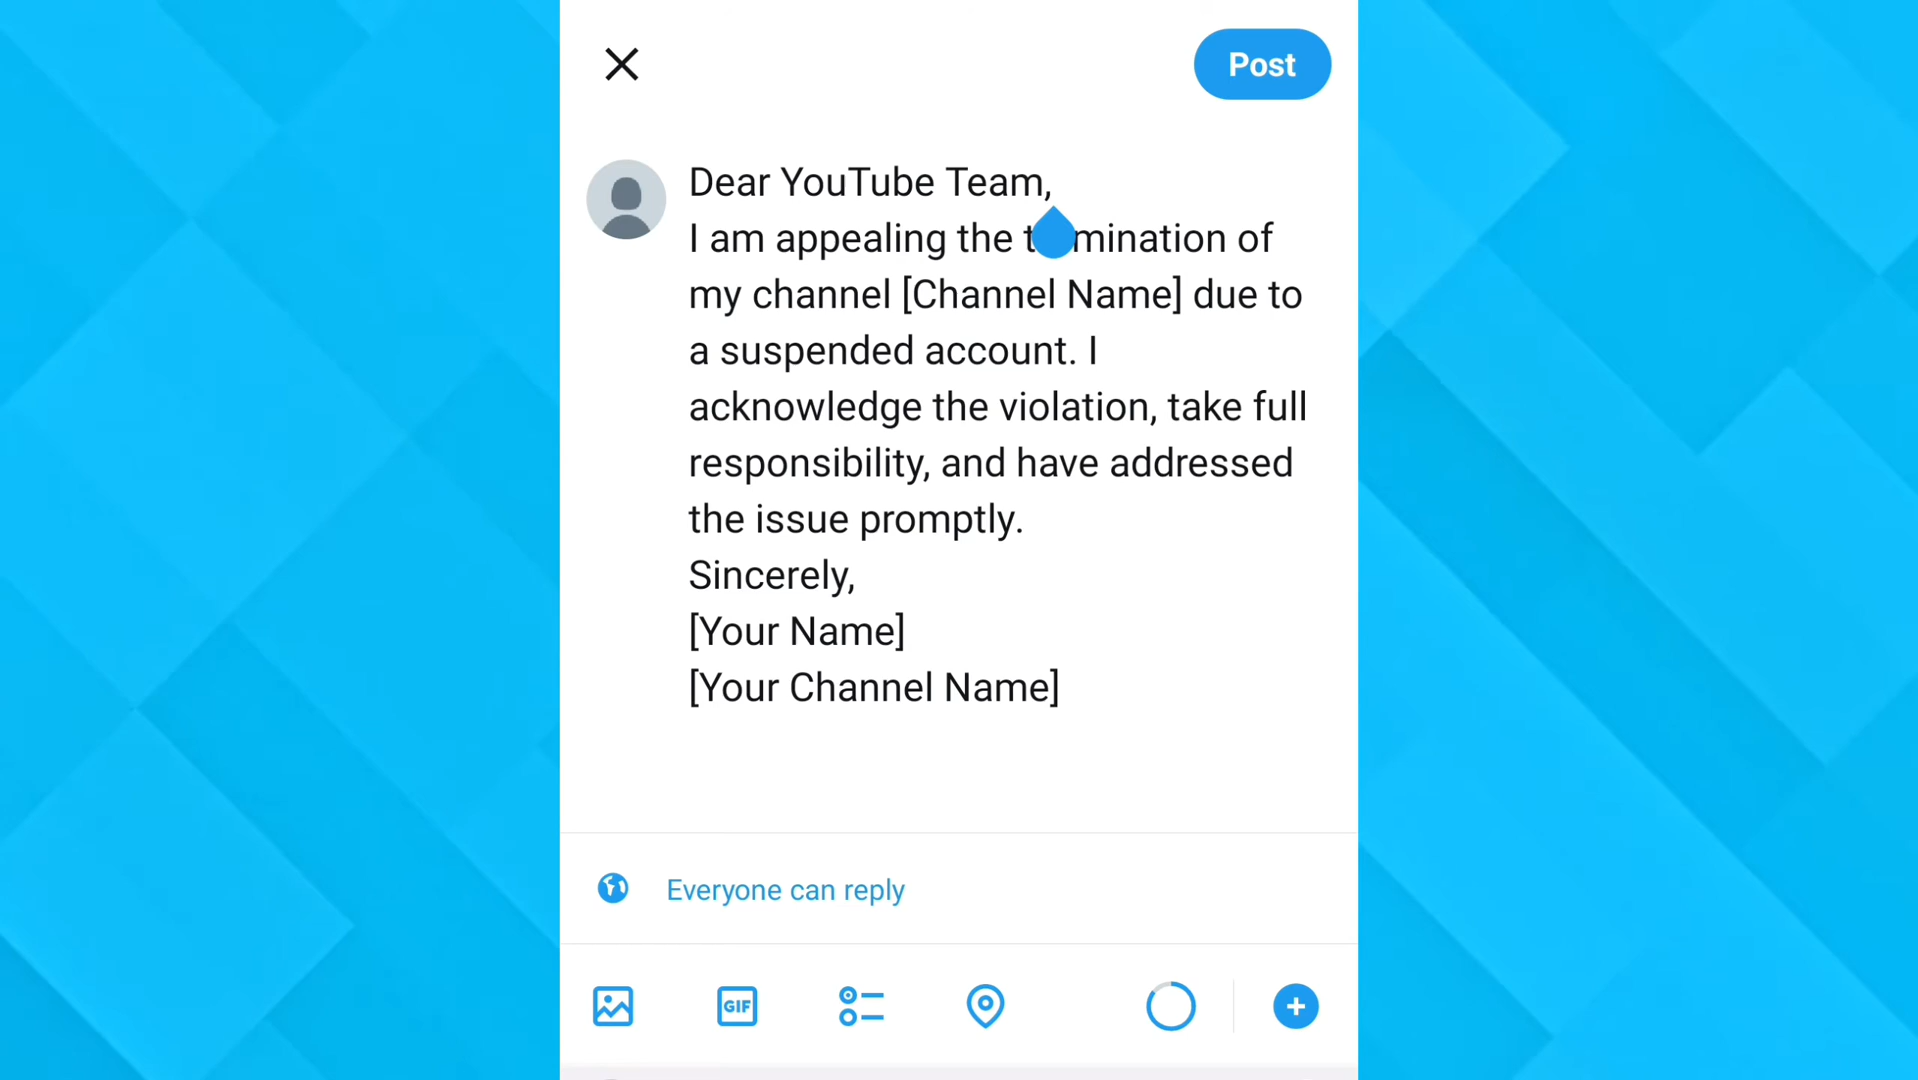 Post
Dear YouTube Team,
I am appealing the mination of
my channel [Channel Name] due to
a suspended account. I
acknowledge the violation, take full
responsibility, and have addressed
the issue promptly.
Sincerely,
[Your Name]
[Your Channel Name]
Everyone can reply
GIF